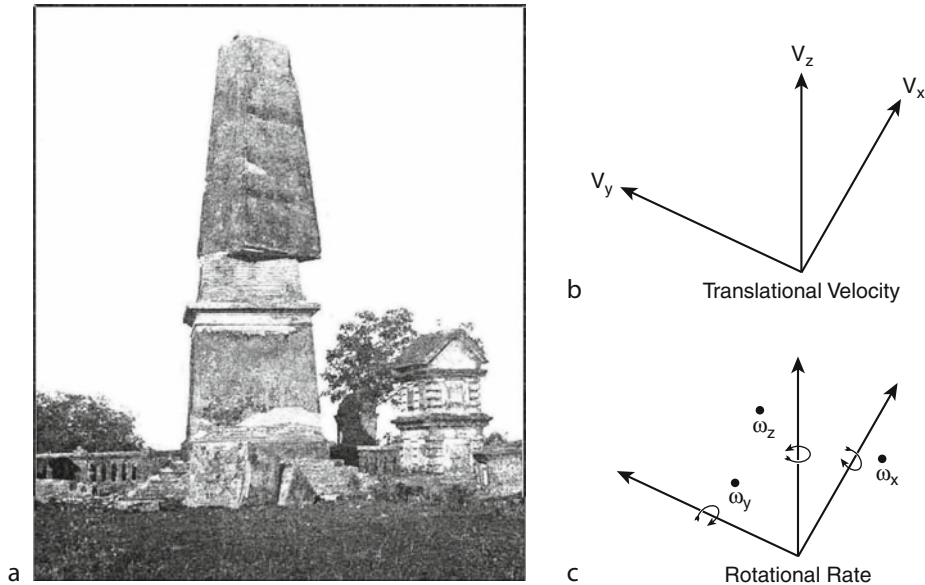 a
V_z
V_x
V_y
b
Translational Velocity
ω_z
ω_x
ω_y
c
Rotational Rate